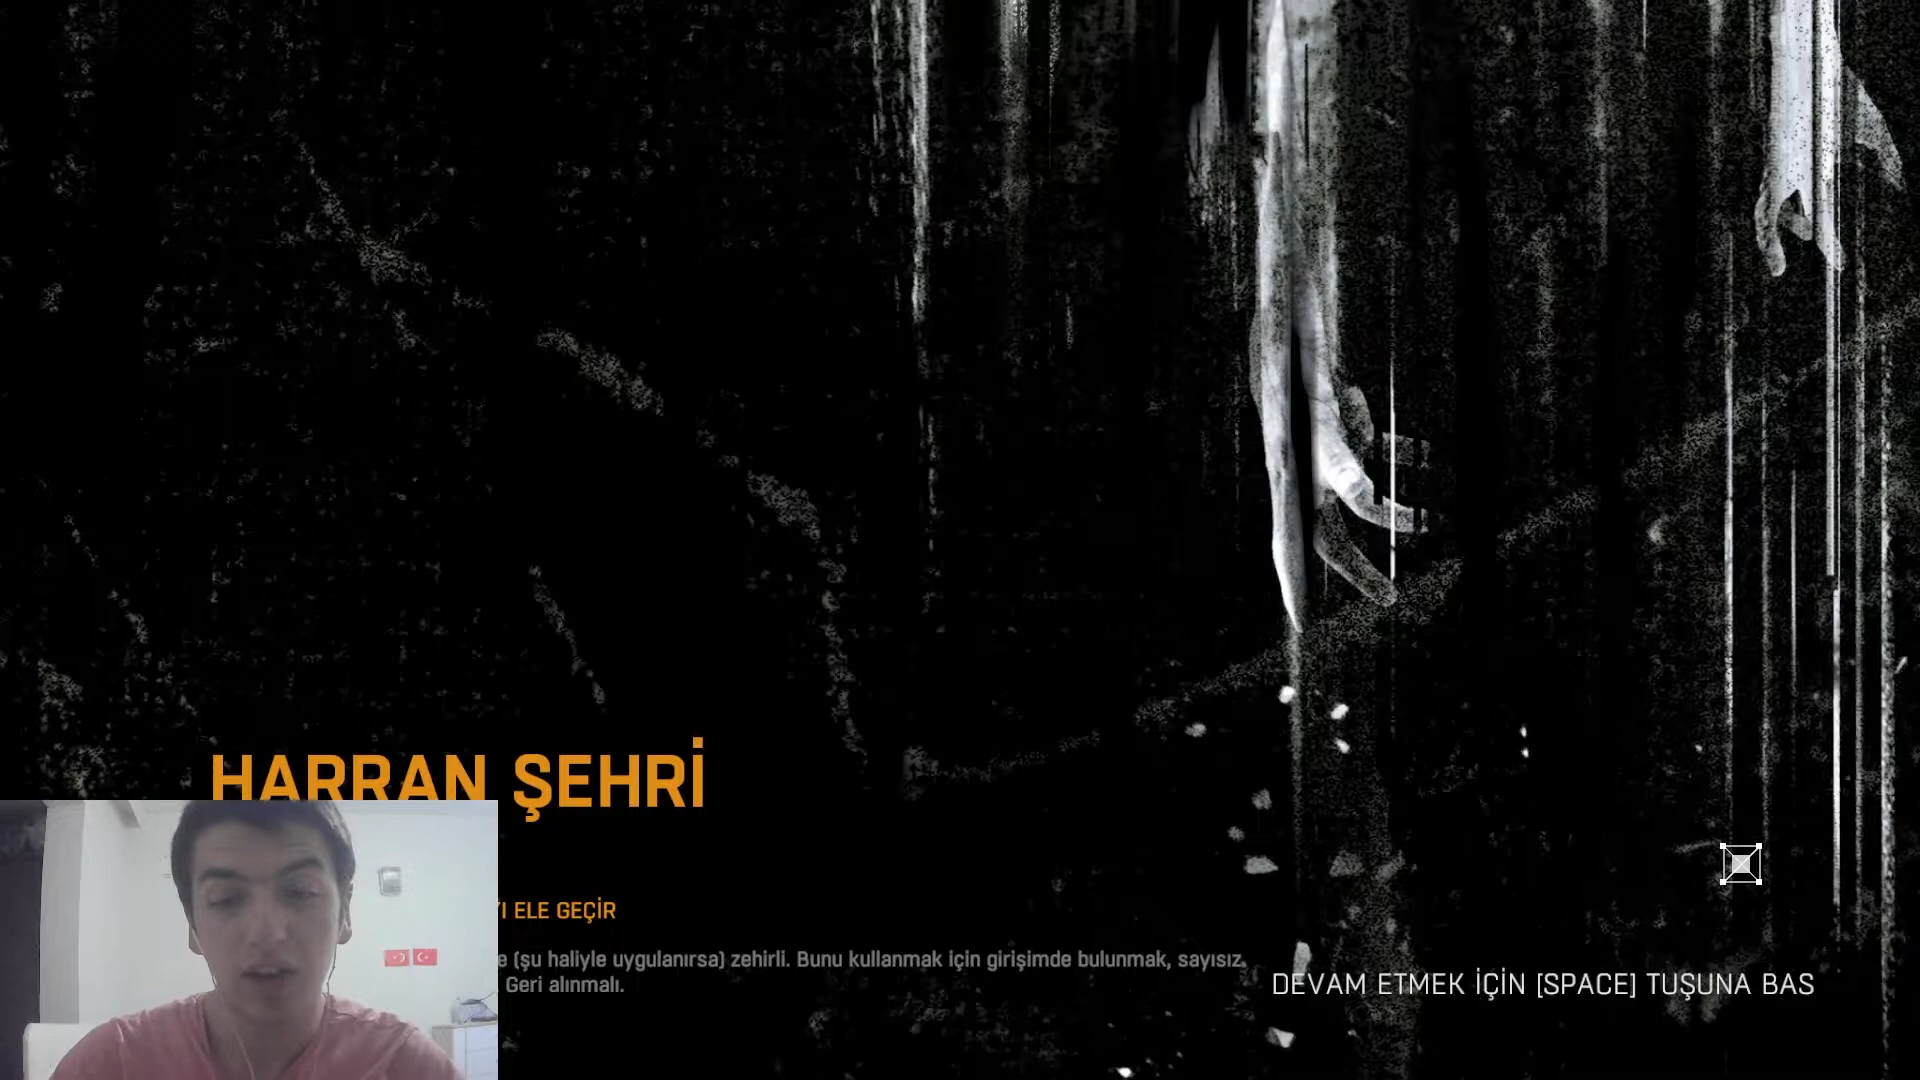 HARRAN ŞEHRİ
ELE GEÇİR
(şu haliyle uygulanırsa) zehirli. Bunu kullanmak için girişimde bulunmak, sayısız
Geri alınmalı.
DEVAM ETMEK İÇİN [SPACE] TUŞUNA BAS